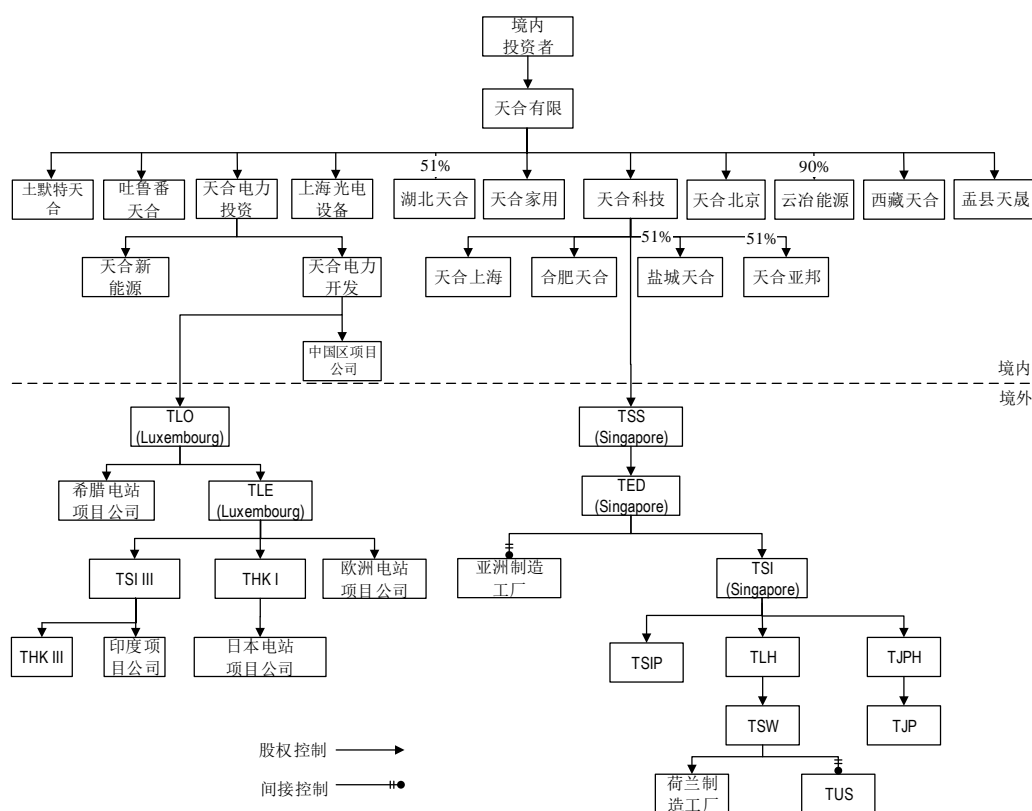 境内
投资者
天合有限
51%
90%
土默特天
合
吐鲁番
天合
天合电力
投资
上海光电
设备
湖北天合
天合家用
天合科技
天合北京
云冶能源
西藏天合
盂县天晟
51%
51%
天合新
能源
天合电力
开发
天合上海
合肥天合
盐城天合
天合亚邦
中国区项目
公司
境内
境外
TLO
(Luxembourg)
TSS
(Singapore)
希腊电站
项目公司
TLE
(Luxembourg)
TED
(Singapore)
TSI III
THK I
欧洲电站
项目公司
亚洲制造
工厂
TSI
(Singapore)
THK III
印度项
目公司
日本电站
项目公司
TSIP
TLH
TJPH
TSW
TJP
股权控制
间接控制
荷兰制
造工厂
TUS